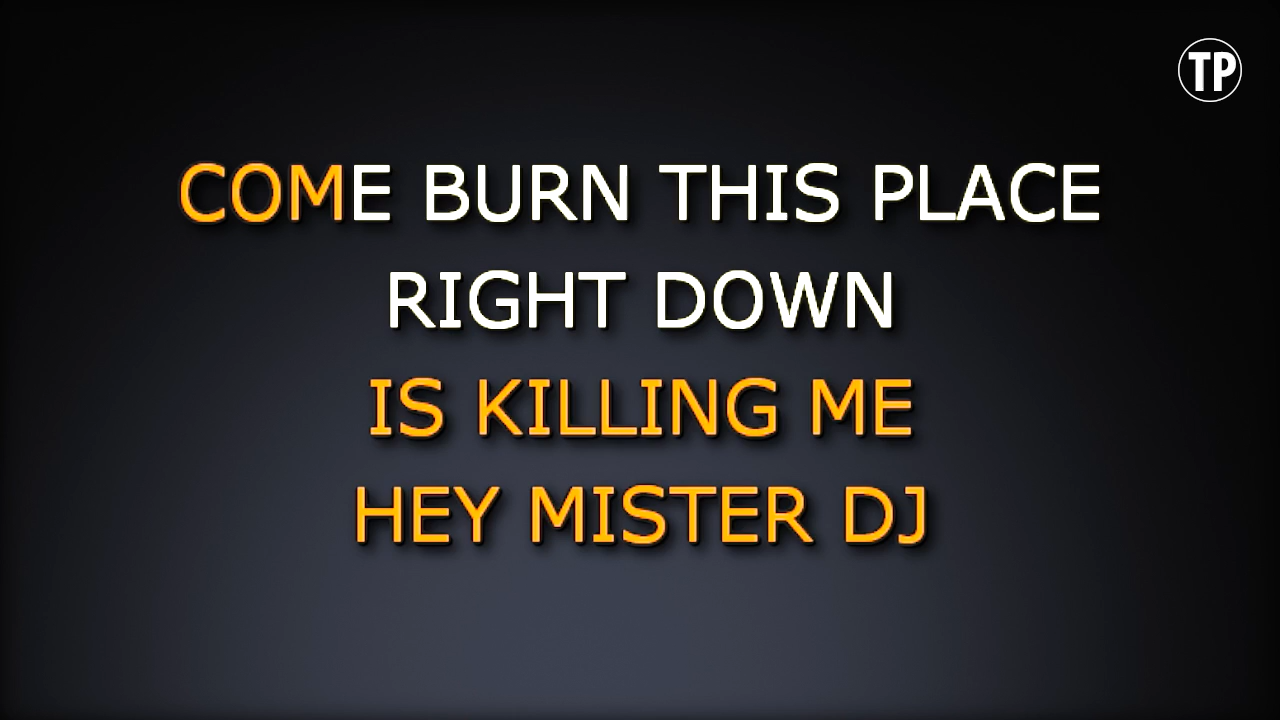 TP
COME BURN THIS PLACE
RIGHT DOWN
IS KILLING ME
HEY MISTER DJ